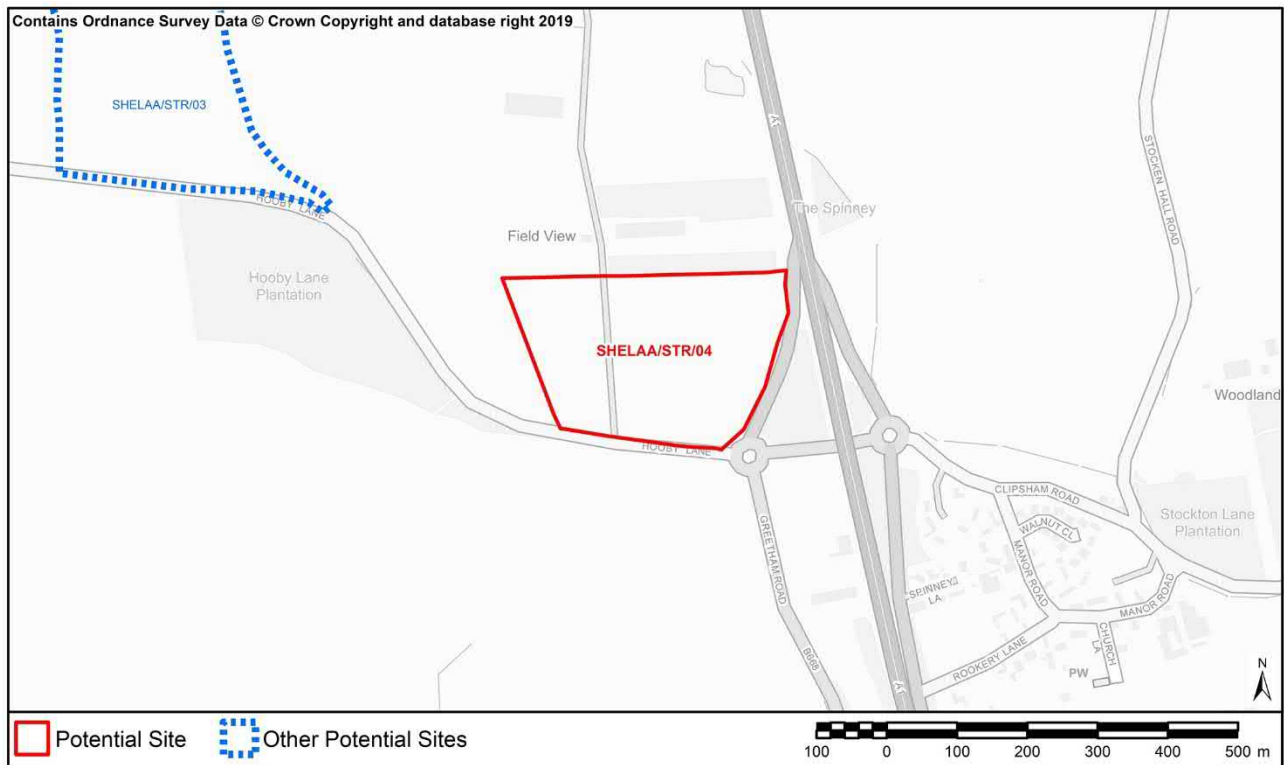 Contains Ordnance Survey Data © Crown Copyright and database right 2019
SHELAA/STR/03
A1
STOCKEN HALL ROAD
HOOBY LANE
The Spinney
Field View
Hooby Lane
Plantation
SHELAA/STR/04
Woodland
HOOBY LANE
CLIPSHAM ROAD
Stockton Lane
Plantation
WALNUT CL
GREETHAM ROAD
MANOR ROAD
SPINNEY
LA
MANOR ROAD
CHURCH
LA
ROOKERY LANE
B668
PW
A1
N
Potential Site
Other Potential Sites
100 0 100 200 300 400 500 m